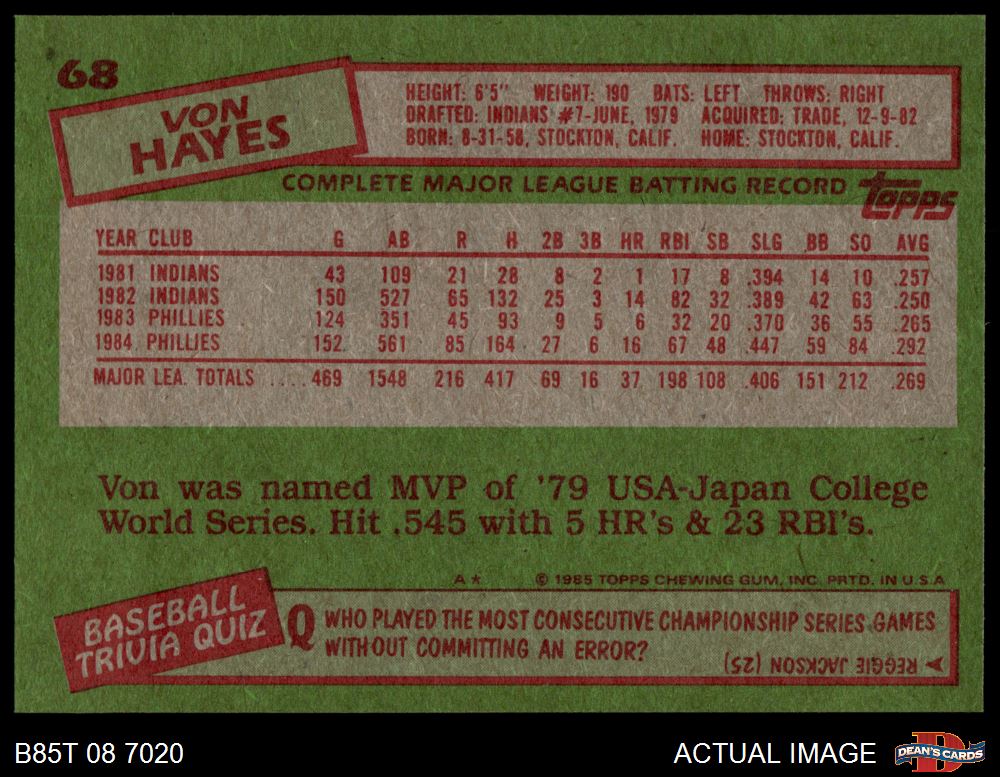 68
VON
HAYES
HEIGHT: 6'5" WEIGHT: 190 BATS: LEFT THROWS: RIGHT
DRAFTED: INDIANS #7-JUNE, 1979 ACQUIRED: TRADE, 12-9-82
BORN: 8-31-58, STOCKTON, CALIF. HOME: STOCKTON, CALIF.
COMPLETE MAJOR LEAGUE BATTING RECORD topps
YEAR CLUB G AB R H 2B 3B HR RBI SB SLG BB SO AVG
1981 INDIANS 43 109 21 28 8 2 1 17 8 .394 14 10 .257
1982 INDIANS 150 527 65 132 25 3 14 82 32 .389 42 63 .250
1983 PHILLIES 124 351 45 93 9 5 6 32 20 .370 36 55 .265
1984 PHILLIES 152 561 85 164 27 6 16 67 48 .447 59 84 .292
MAJOR LEA. TOTALS .... 469 1548 216 417 69 16 37 198 108 .406 151 212 .269
Von was named MVP of '79 USA-Japan College
World Series. Hit .545 with 5 HR's & 23 RBI's.
A* © 1985 TOPPS CHEWING GUM, INC. PRTD. IN U.S.A
BASEBALL
TRIVIA QUIZ
Q WHO PLAYED THE MOST CONSECUTIVE CHAMPIONSHIP SERIES GAMES
WITHOUT COMMITTING AN ERROR?
REGGIE JACKSON (25)
B85T 08 7020
ACTUAL IMAGE
D
DEAN'S CARDS